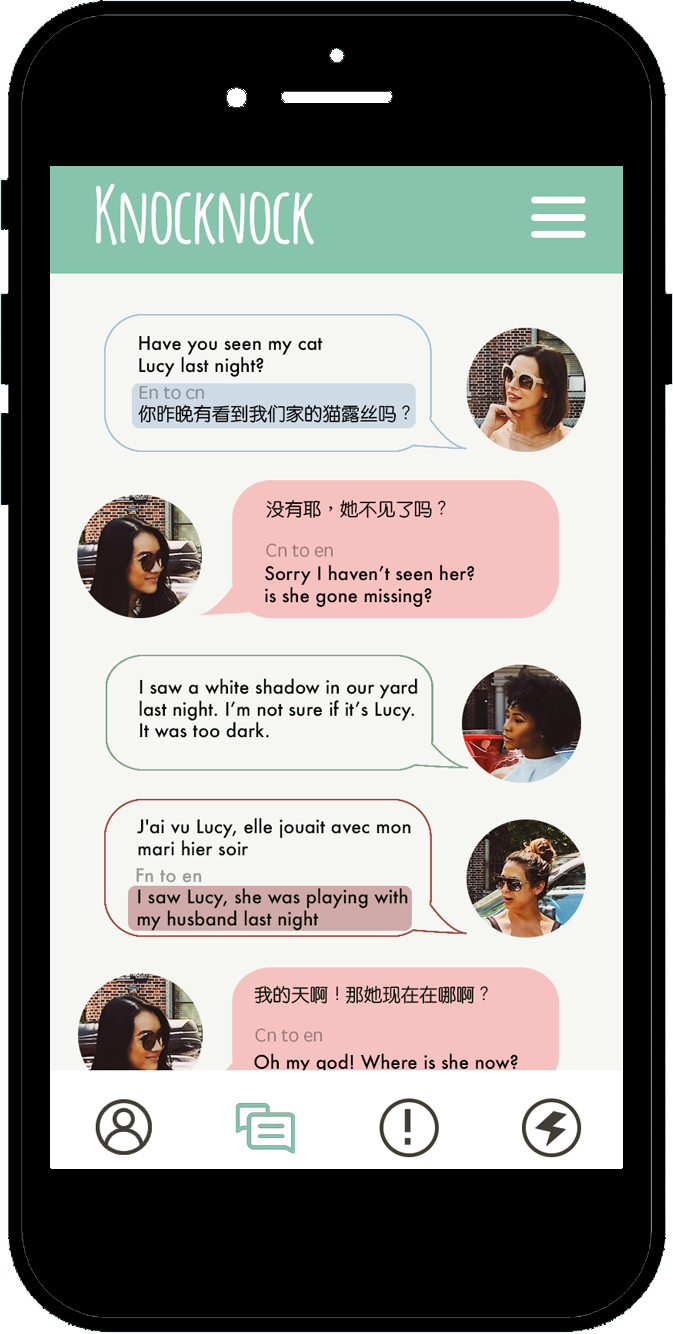 KNOCKNOCK
Have you seen my cat
Lucy last night?
En to cn
你昨晚有看到我们家的猫露丝吗？
没有耶，她不见了吗？
Cn to en
Sorry I haven’t seen her?
is she gone missing?
I saw a white shadow in our yard
last night. I’m not sure if it’s Lucy.
It was too dark.
J'ai vu Lucy, elle jouait avec mon
mari hier soir
Fn to en
I saw Lucy, she was playing with
my husband last night
我的天啊！那她现在在哪啊？
Cn to en
Oh my god! Where is she now?